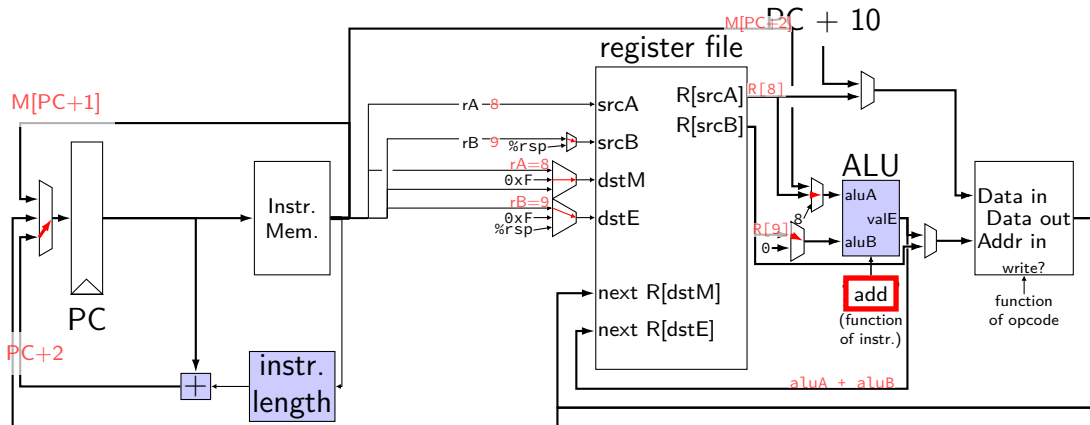 M[PC+2]
PC + 10
register file
M[PC+1]
R[8]
rA 8
srcA
R[srcA]
R[srcB]
rB 9
%rsp
srcB
ALU
rA=8
0xF
dstM
rB=9
0xF
%rsp
dstE
Instr.
Mem.
aluA
8
valE
R[9]
0
aluB
Data in
Data out
Addr in
write?
function
of opcode
add
(function
of instr.)
next R[dstM]
next R[dstE]
PC
PC+2
+
instr.
length
aluA + aluB